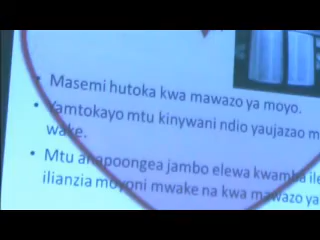 Masemi hutoka kwa mawazo ya moyo.
Yamtokayo mtu kinywani ndio yaujazao m
wake.
Mtu anapoongea jambo elewa kwamba ile
ilianzia moyoni mwake na kwa mawazo ya